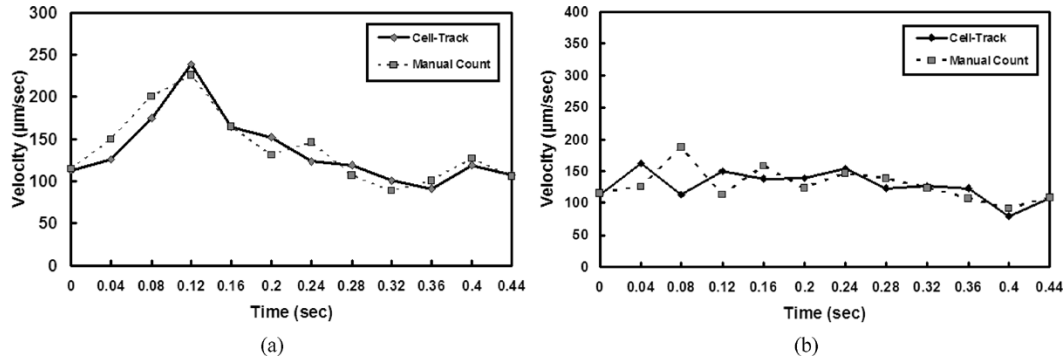 300
250
200
150
100
50
0
Velocity (µm/sec)
Cell-Track
Manual Count
0 0.04 0.08 0.12 0.16 0.2 0.24 0.28 0.32 0.36 0.4 0.44
Time (sec)
(a)
400
350
300
250
200
150
100
50
0
Velocity (µm/sec)
Cell-Track
Manual Count
0 0.04 0.08 0.12 0.16 0.2 0.24 0.28 0.32 0.36 0.4 0.44
Time (sec)
(b)